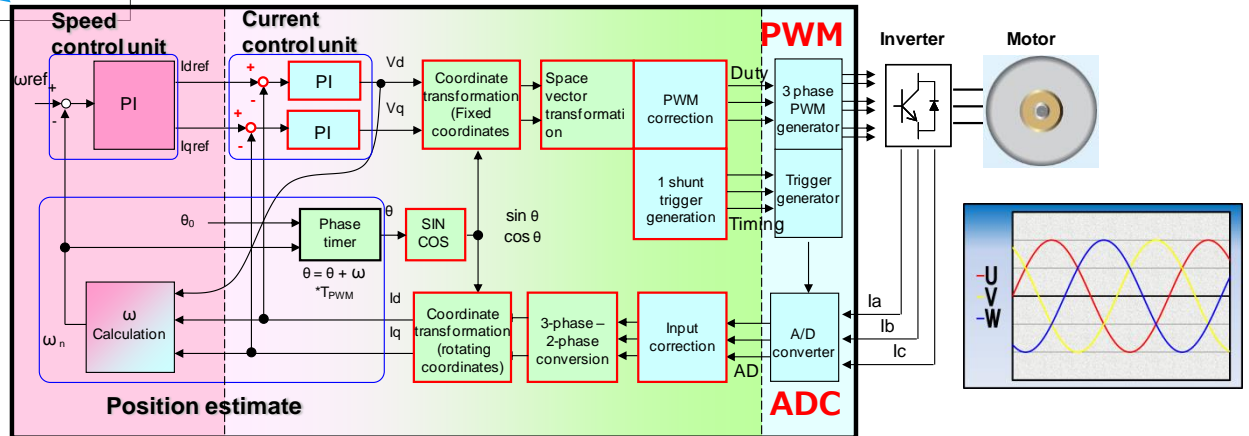 Speed
control unit
Current
control unit
PWM
Inverter
Motor
ωref
+
-
PI
Idref
Iqref
+
-
+
-
PI
PI
Vd
Vq
Coordinate
transformation
(Fixed
coordinates
Space
vector
transformati
on
PWM
correction
Duty
3 phase
PWM
generator
1 shunt
trigger
generation
Timing
Trigger
generator
θ0
Phase
timer
θ
SIN
COS
sin θ
cos θ
θ = θ + ω
*TPWM
ω
Calculation
ωn
Id
Iq
Coordinate
transformation
(rotating
coordinates)
3-phase –
2-phase
conversion
Input
correction
AD
A/D
converter
Ia
Ib
Ic
Position estimate
ADC
-U
-V
-W